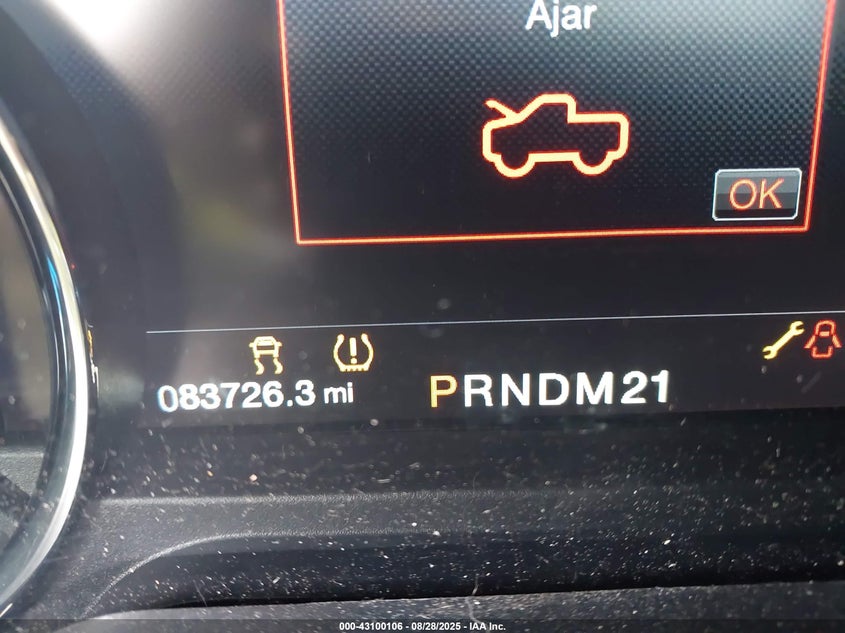 Ajar
OK
083726.3 mi
PRNDM21
000-43100106 - 08/28/2025 - IAA Inc.